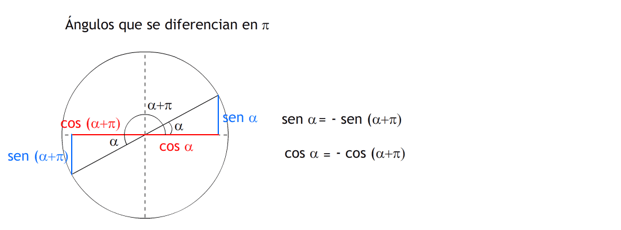 Ángulos que se diferencian en π
α+π
cos (α+π)
sen α
α
α
cos α
sen (α+π)
sen α = - sen (α+π)
cos α = - cos (α+π)